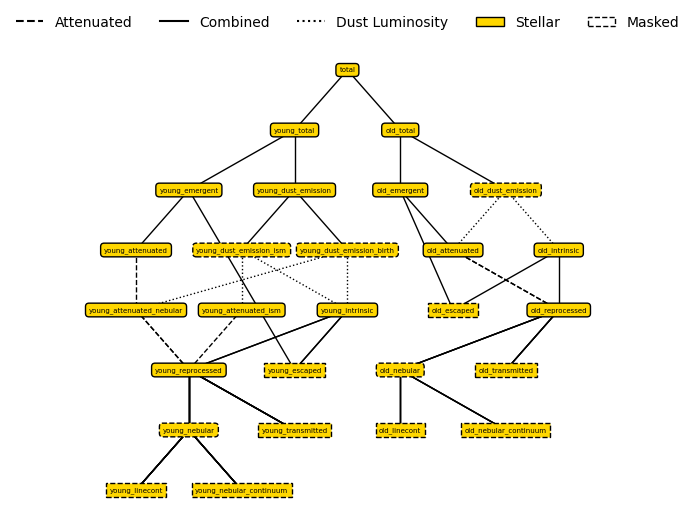 Attenuated Combined Dust Luminosity Stellar Masked
total
young_total old_total
young_emergent young_dust_emission old_emergent old_dust_emission
young_attenuated young_dust_emission_ism young_dust_emission_birth old_attenuated old_intrinsic
young_attenuated_nebular young_attenuated_ism young_intrinsic old_escaped old_reprocessed
young_reprocessed young_escaped old_nebular old_transmitted
young_nebular young_transmitted old_linecont old_nebular_continuum
young_linecont young_nebular_continuum